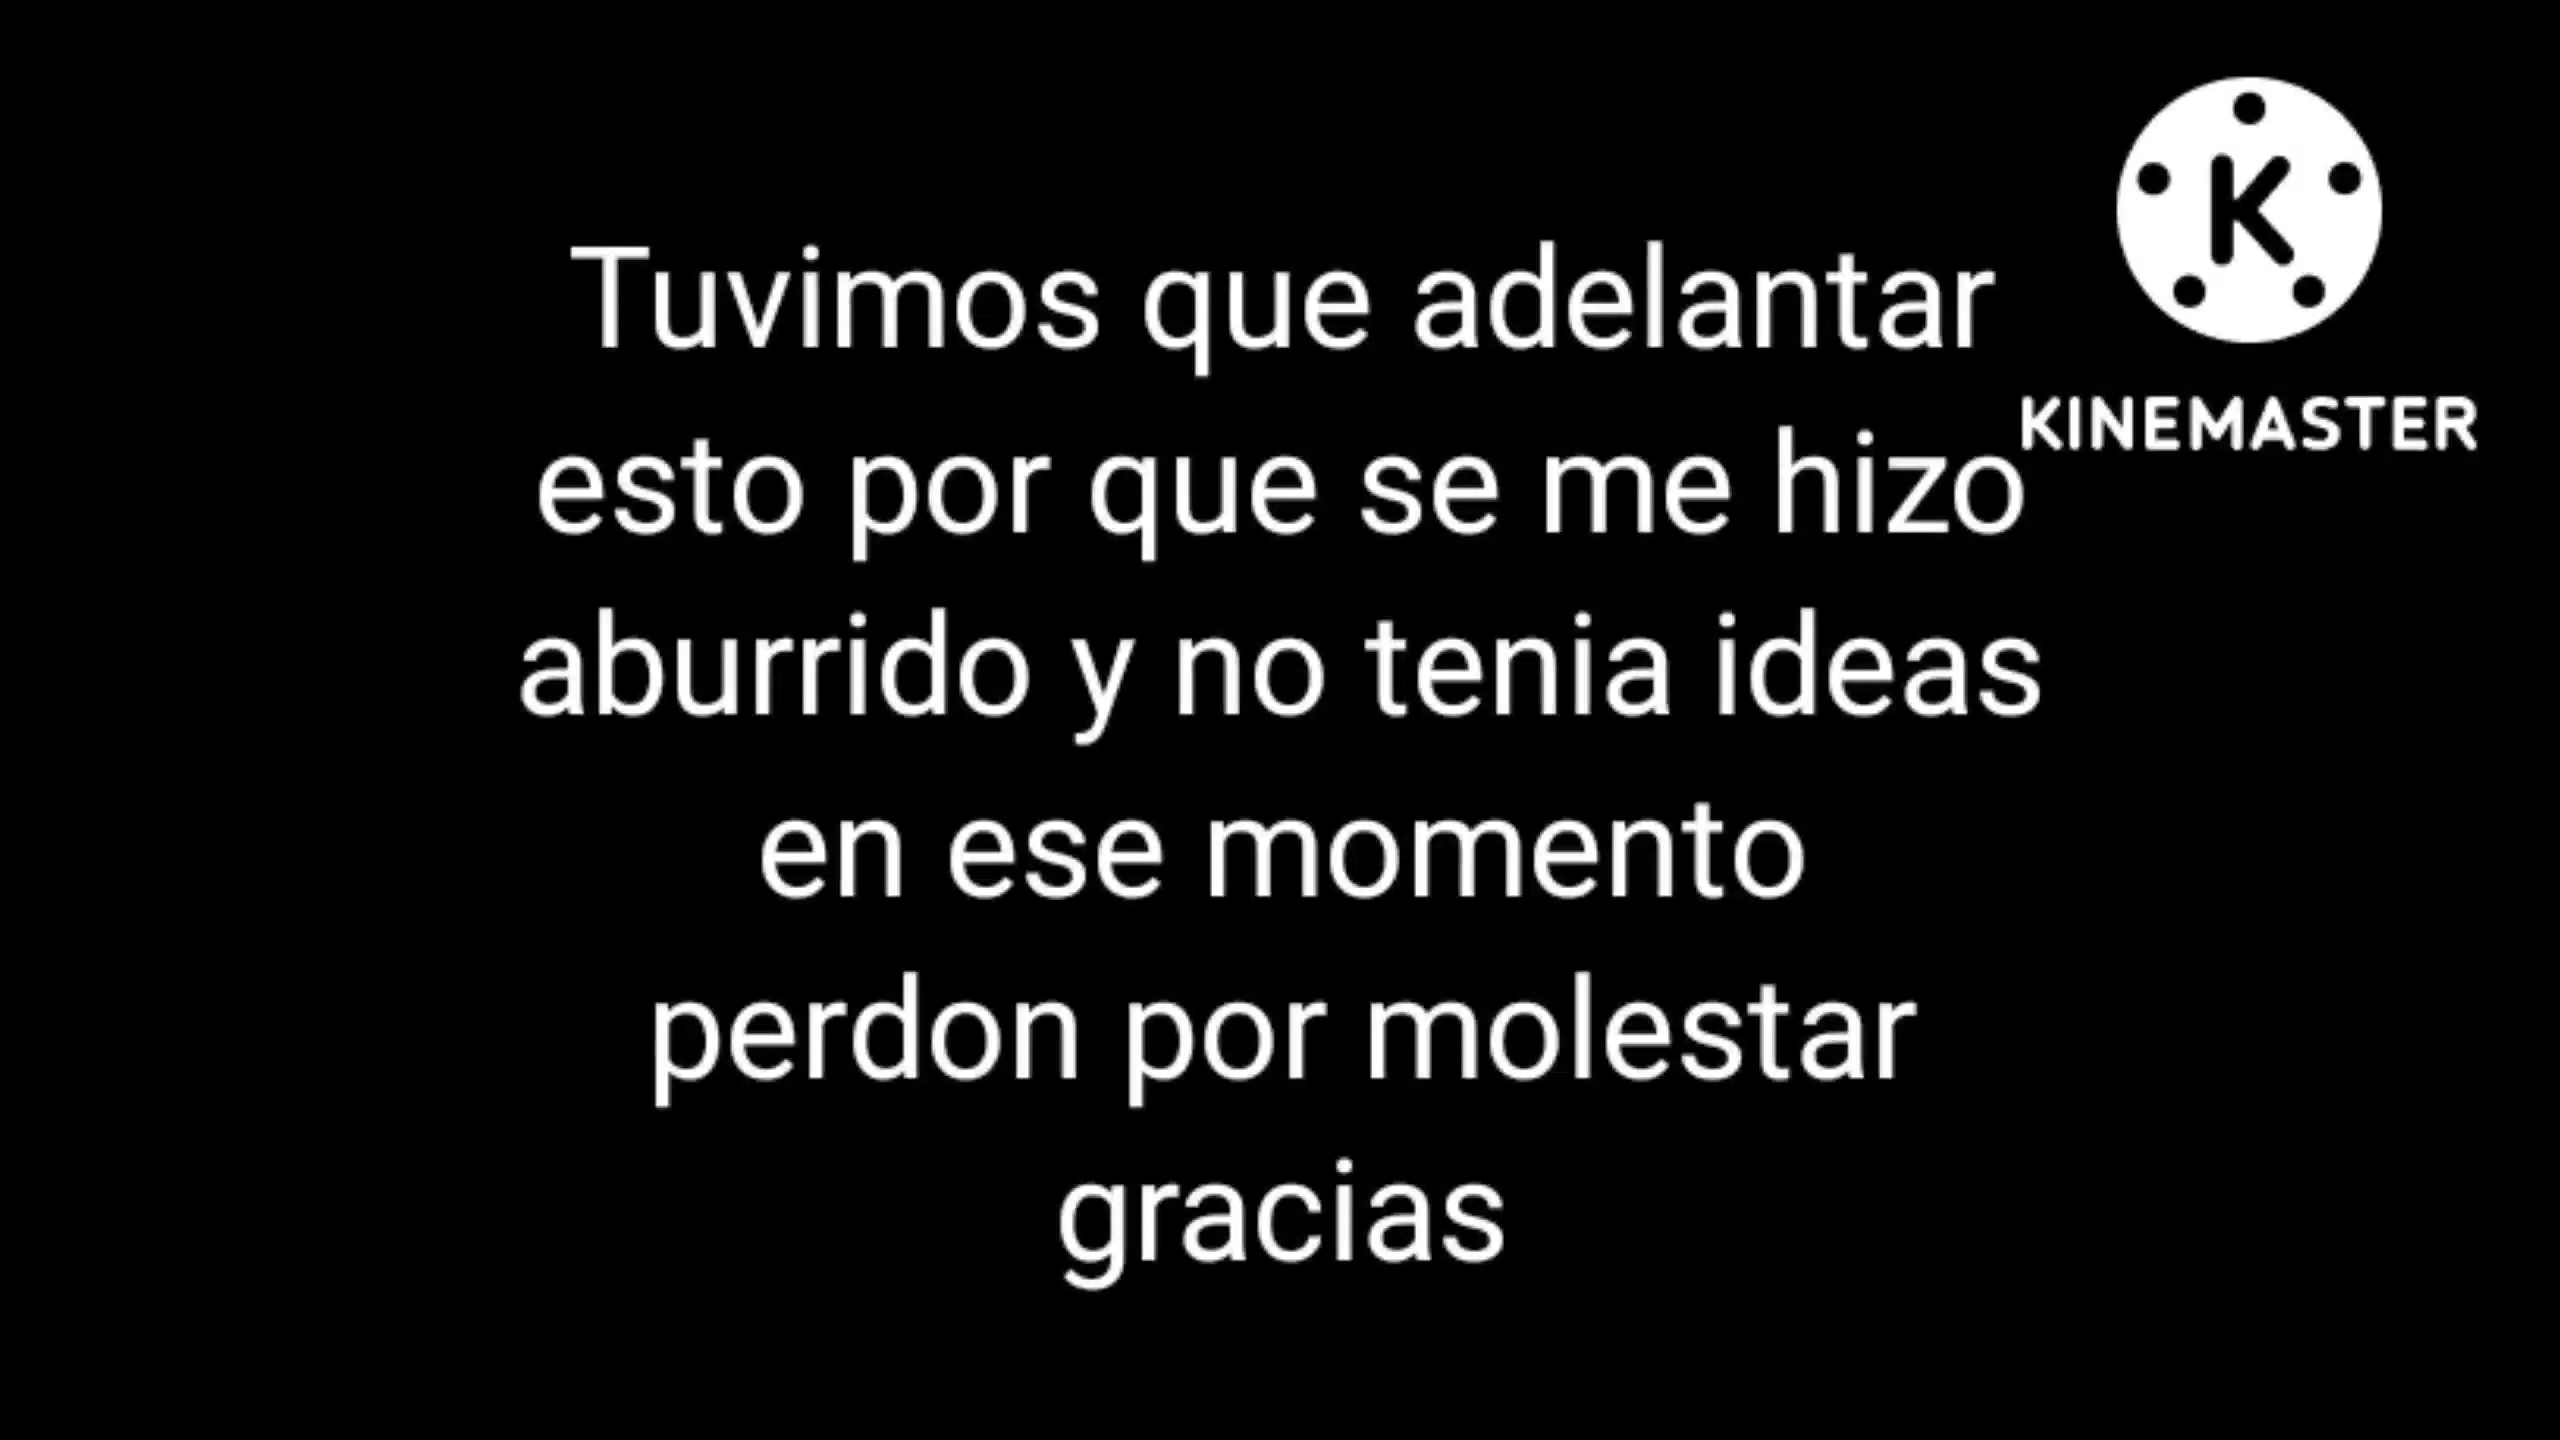 Tuvimos que adelantar
esto por que se me hizo
aburrido y no tenia ideas
en ese momento
perdon por molestar
gracias
K
KINEMASTER